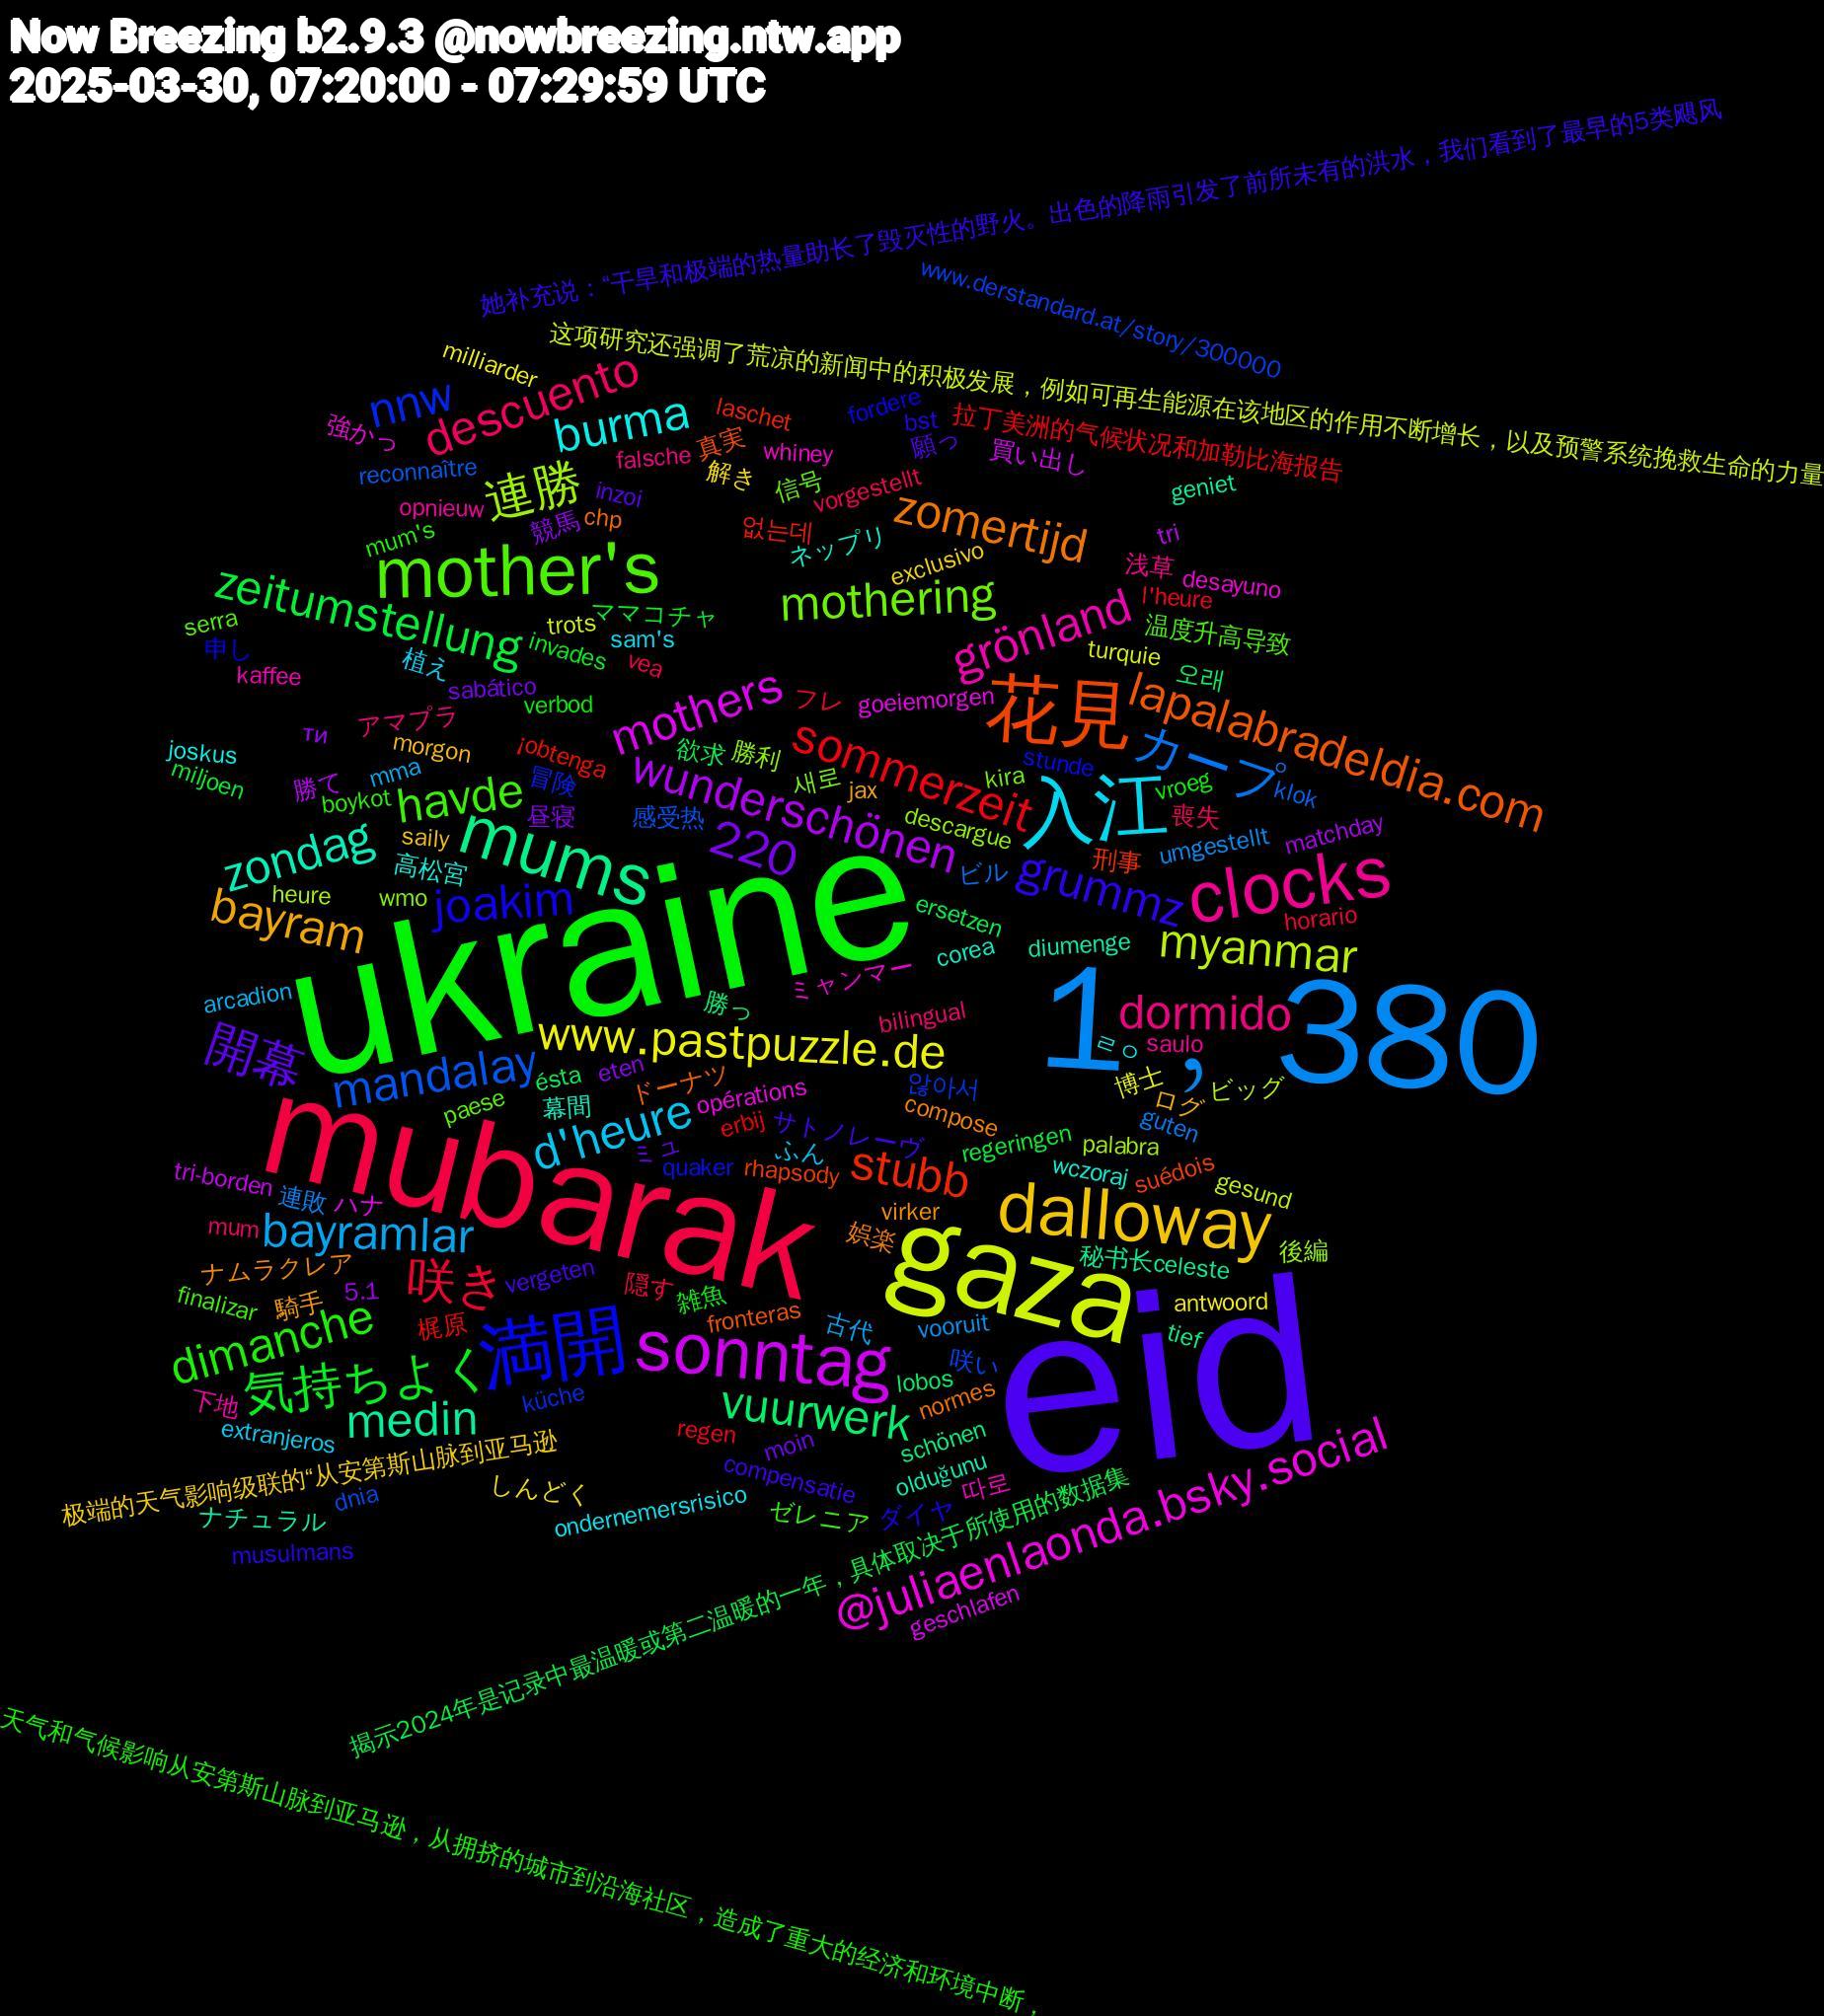 Now Breezing b2.9.3 @nowbreezing.ntw.app
2025-03-30, 07:20:00 - 07:29:59 UTC
她补充说：“干旱和极端的热量助长了毁灭性的野火。出色的降雨引发了前所未有的洪水，我们看到了最早的5类飓风
www.derstandard.at/story/300000
这项研究还强调了荒凉的新闻中的积极发展，例如可再生能源在该地区的作用不断增长，以及预警系统挽救生命的力量
milliarder
nnw
descuento
強かっ
burma
laschet
真実
fordere
bst
願っ
whiney
買い出し
拉丁美洲的气候状况和加勒比海报告
reconnaître
falsche
解き
連勝
inzoi
信号
vorgestellt
geniet
opnieuw
chp
競馬
zomertijd
ネップリ
tri
mum's
없는데
mother's
exclusivo
浅草
desayuno
zeitumstellung
ママコチャ
mothering
grönland
l'heure
serra
trots
invades
sam's
turquie
温度升高导致
植え
vea
sabático
mothers
goeiemorgen
花見
lapalabradeldia.com
오래
verbod
アマプラ
フレ
ти
joskus
morgon
¡obtenga
欲求
勝利
sommerzeit
カープ
bayram
miljoen
mma
勝て
冒険
stunde
wunderschönen
새로
kira
jax
入江
klok
vroeg
boykot
havde
昼寝
感受热
descargue
喪失
saily
mums
220
matchday
zondag
高松宮
umgestellt
ビル
刑事
clocks
joakim
grummz
heure
wmo
ukraine
ersetzen
horario
myanmar
corea
diumenge
arcadion
ミャンマー
1，380
勝っ
bilingual
dormido
開幕
www.pastpuzzle.de
saulo
mandalay
ésta
eten
않아서
ㄹㅇ
博士
ビッグ
paese
opérations
幕間
ドーナツ
ログ
compose
d'heure
erbij
サトノレーヴ
guten
ふん
regeringen
palabra
ミュ
stubb
quaker
rhapsody
wczoraj
suédois
tri-borden
ハナ
連敗
gesund
mubarak
dalloway
mum
bayramlar
virker
咲き
娯楽
後編
ナムラクレア
隠す
秘书长celeste
vergeten
gaza
5.1
騎手
雑魚
antwoord
finalizar
fronteras
古代
vooruit
梶原
sonntag
tief
満開
咲い
dimanche
eid
気持ちよく
lobos
下地
küche
normes
vuurwerk
medin
regen
extranjeros
schönen
moin
极端的天气影响级联的“从安第斯山脉到亚马逊
しんどく
compensatie
olduğunu
따로
@juliaenlaonda.bsky.social
dnia
ondernemersrisico
ナチュラル
ゼレニア
ダイヤ
musulmans
geschlafen
揭示2024年是记录中最温暖或第二温暖的一年，具体取决于所使用的数据集
天气和气候影响从安第斯山脉到亚马逊，从拥挤的城市到沿海社区，造成了重大的经济和环境中断，
申し